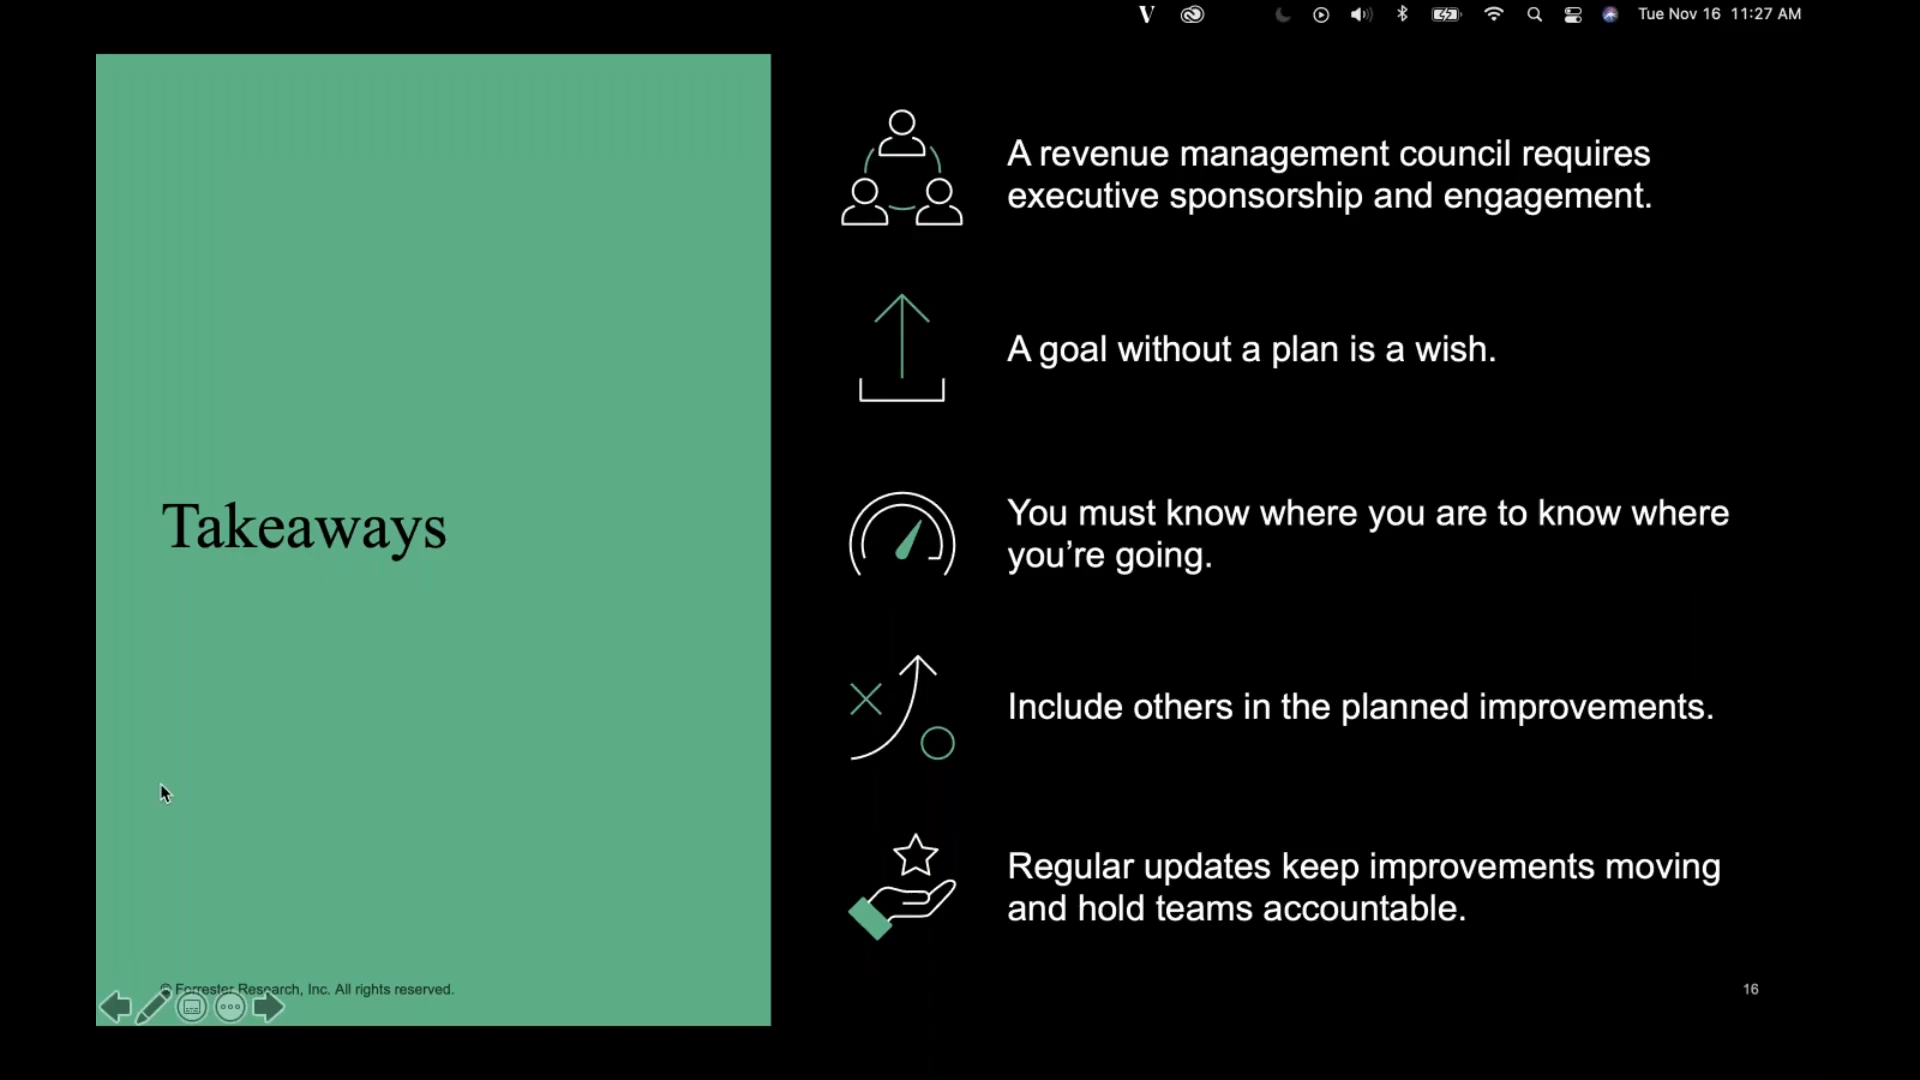 V
Tue Nov 16 11:27 AM
A revenue management council requires
executive sponsorship and engagement.
A goal without a plan is a wish.
Takeaways
You must know where you are to know where
you’re going.
Include others in the planned improvements.
Regular updates keep improvements moving
and hold teams accountable.
© Forrester Research, Inc. All rights reserved.
16